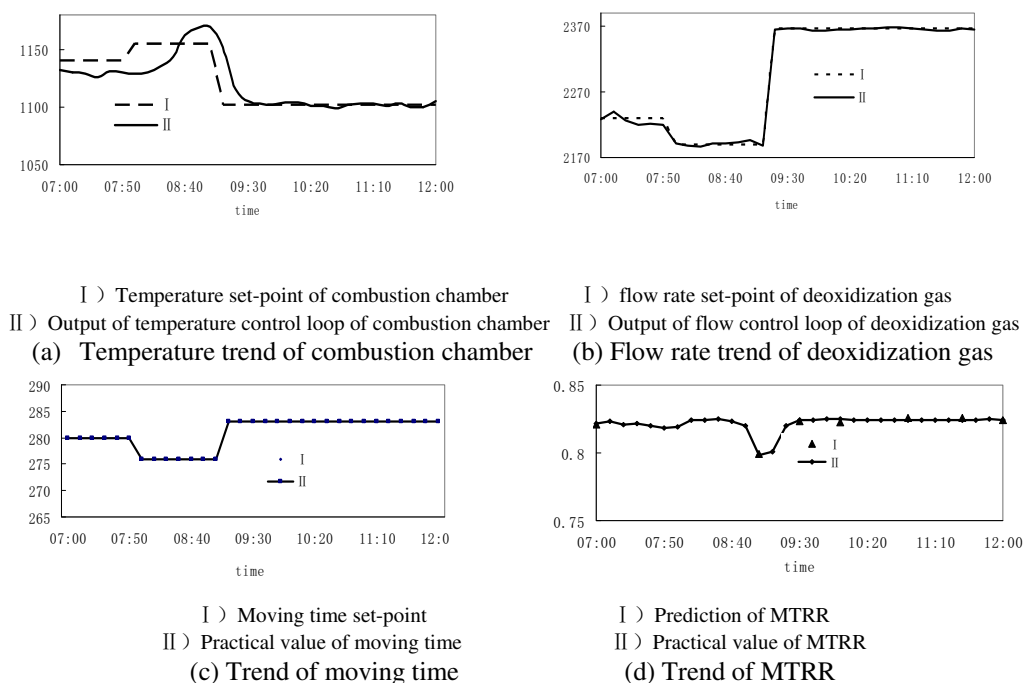 1150
1100
1050
Ⅰ
Ⅱ
07:00 07:50 08:40 09:30 10:20 11:10 12:00
time
2370
2270
2170
Ⅰ
Ⅱ
07:00 07:50 08:40 09:30 10:20 11:10 12:00
time
Ⅰ）Temperature set-point of combustion chamber
Ⅱ）Output of temperature control loop of combustion chamber
(a) Temperature trend of combustion chamber
Ⅰ）flow rate set-point of deoxidization gas
Ⅱ）Output of flow control loop of deoxidization gas
(b) Flow rate trend of deoxidization gas
290
285
280
275
270
265
Ⅰ
Ⅱ
07:00 07:50 08:40 09:30 10:20 11:10 12:0
time
0.85
0.8
0.75
Ⅰ
Ⅱ
07:00 07:50 08:40 09:30 10:20 11:10 12:00
time
Ⅰ）Moving time set-point
Ⅱ）Practical value of moving time
(c) Trend of moving time
Ⅰ）Prediction of MTRR
Ⅱ）Practical value of MTRR
(d) Trend of MTRR